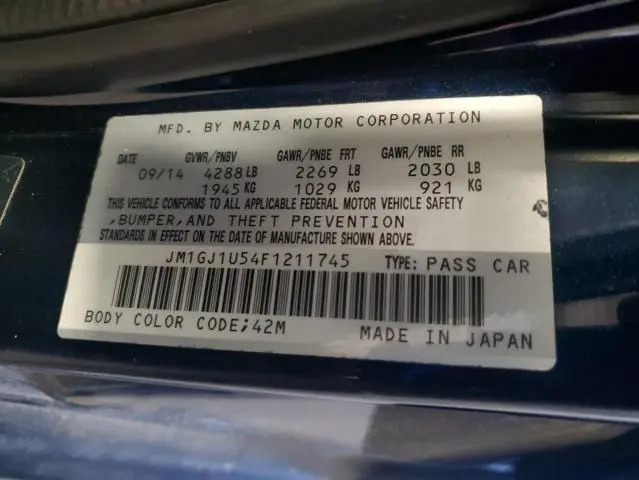 MFD. BY MAZDA MOTOR CORPORATION
DATE GVWR/PNBV GAWR/PNBE FRT GAWR/PNBE RR
09/14 4288 LB 2269 LB 2030 LB
1945 KG 1029 KG 921 KG
THIS VEHICLE CONFORMS TO ALL APPLICABLE FEDERAL MOTOR VEHICLE SAFETY
,BUMPER,AND THEFT PREVENTION
STANDARDS IN EFFECT ON THE DATE OF MANUFACTURE SHOWN ABOVE.
JM1GJ1U54F1211745 TYPE: PASS CAR
BODY COLOR CODE;42M MADE IN JAPAN